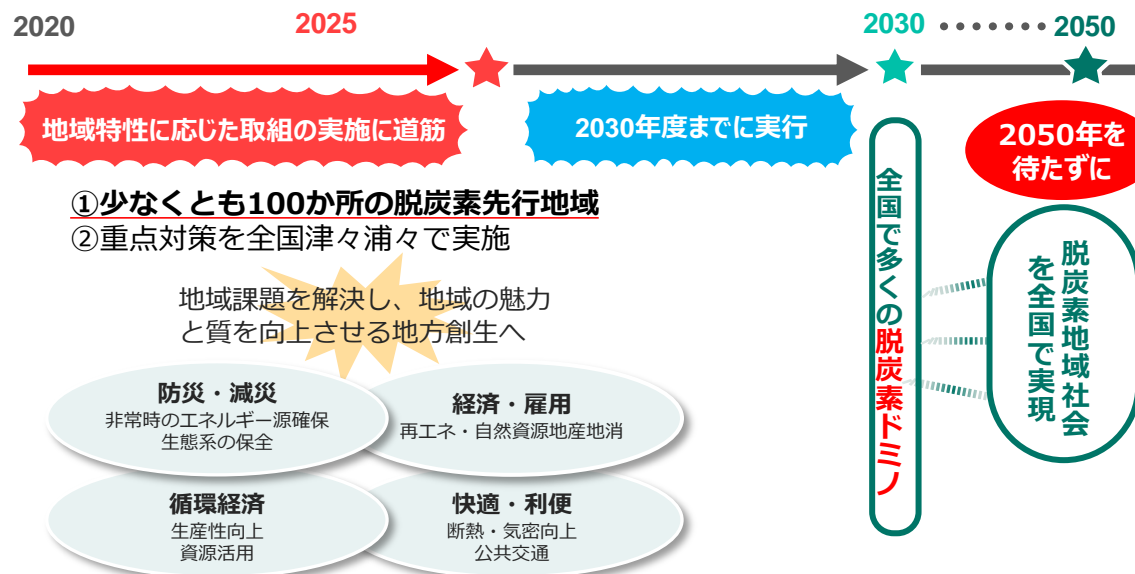 2020
2025
2030
2050
地域特性に応じた取組の実施に道筋
2030年度までに実行
2050年を
待たずに
①少なくとも100か所の脱炭素先行地域
②重点対策を全国津々浦々で実施
地域課題を解決し、地域の魅力
と質を向上させる地方創生へ
防災・減災
非常時のエネルギー源確保
生態系の保全
経済・雇用
再エネ・自然資源地産地消
循環経済
生産性向上
資源活用
快適・利便
断熱・気密向上
公共交通
全国で多くの脱炭素ドミノ
脱炭素地域社会
を全国で実現